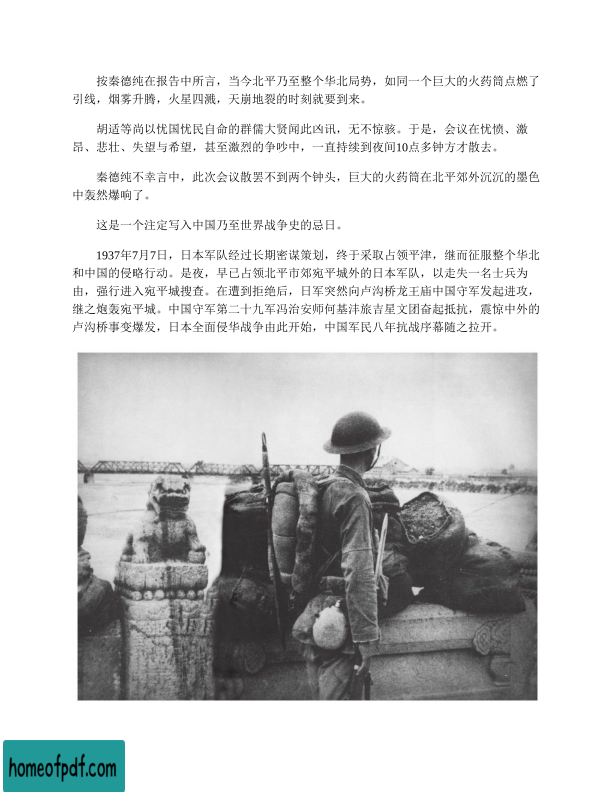 按秦德纯在报告中所言，当今北平乃至整个华北局势，如同一个巨大的火药筒点燃了
引线，烟雾升腾，火星四溅，天崩地裂的时刻就要到来。
胡适等尚以忧国忧民自命的群儒大贤闻此凶讯，无不惊骇。于是，会议在忧愤、激
昂、悲壮、失望与希望，甚至激烈的争吵中，一直持续到夜间10点多钟方才散去。
秦德纯不幸言中，此次会议散罢不到两个钟头，巨大的火药筒在北平郊外沉沉的墨色
中轰然爆响了。
这是一个注定写入中国乃至世界战争史的忌日。
1937年7月7日，日本军队经过长期密谋策划，终于采取占领平津，继而征服整个华北
和中国的侵略行动。是夜，早已占领北平市郊宛平城外的日本军队，以走失一名士兵为
由，强行进入宛平城搜查。在遭到拒绝后，日军突然向卢沟桥龙王庙中国守军发起进攻，
继之炮轰宛平城。中国守军第二十九军冯治安师何基沣旅吉星文团奋起抵抗，震惊中外的
卢沟桥事变爆发，日本全面侵华战争由此开始，中国军民八年抗战序幕随之拉开。
homeofpdf.com